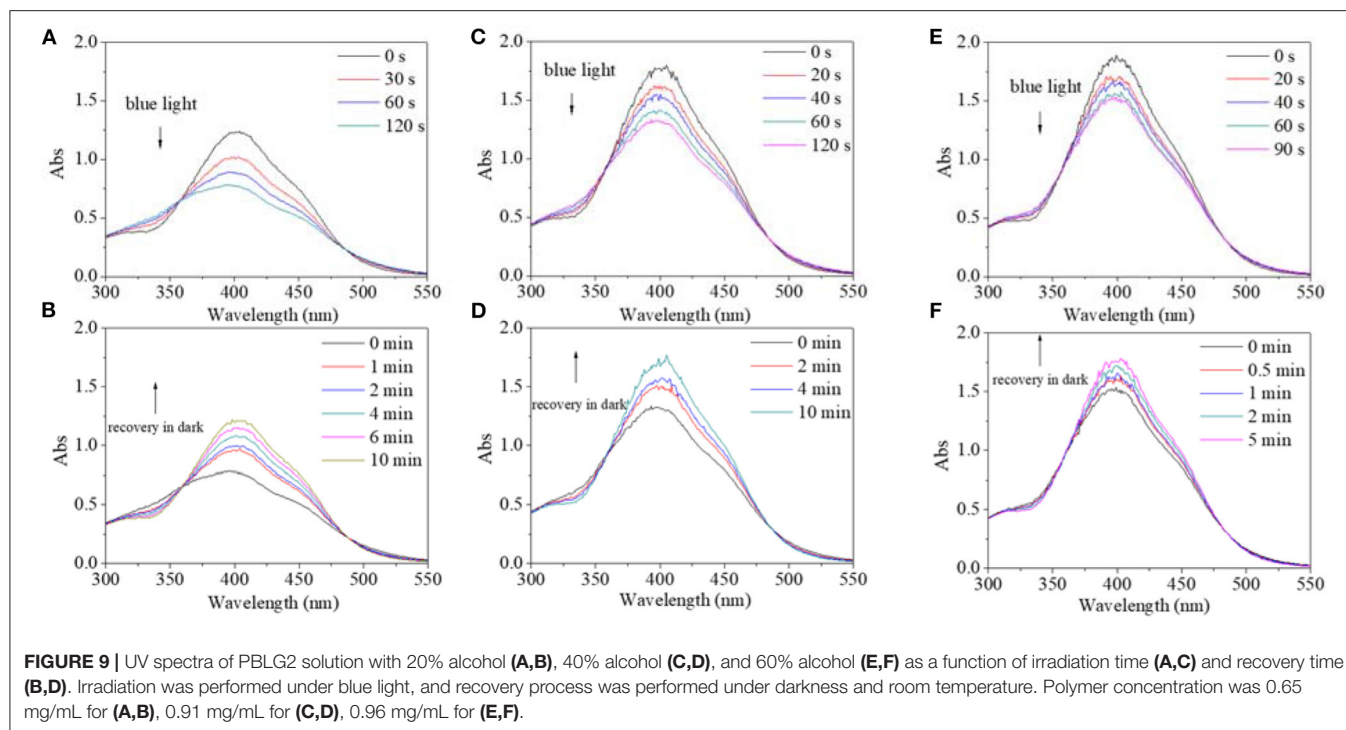 A
2.0
1.5
1.0
0.5
0.0
Abs
blue light
0 s
30 s
60 s
120 s
300 350 400 450 500 550
Wavelength (nm)
C
2.0
1.5
1.0
0.5
0.0
Abs
blue light
0 s
20 s
40 s
60 s
120 s
300 350 400 450 500 550
Wavelength (nm)
E
2.0
1.5
1.0
0.5
0.0
Abs
blue light
0 s
20 s
40 s
60 s
90 s
300 350 400 450 500 550
Wavelength (nm)
B
2.0
1.5
1.0
0.5
0.0
Abs
recovery in dark
0 min
1 min
2 min
4 min
6 min
10 min
300 350 400 450 500 550
Wavelength (nm)
D
2.0
1.5
1.0
0.5
0.0
Abs
recovery in dark
0 min
2 min
4 min
10 min
300 350 400 450 500 550
Wavelength (nm)
F
2.0
1.5
1.0
0.5
0.0
Abs
recovery in dark
0 min
0.5 min
1 min
2 min
5 min
300 350 400 450 500 550
Wavelength (nm)
FIGURE 9 | UV spectra of PBLG2 solution with 20% alcohol (A,B), 40% alcohol (C,D), and 60% alcohol (E,F) as a function of irradiation time (A,C) and recovery time
(B,D). Irradiation was performed under blue light, and recovery process was performed under darkness and room temperature. Polymer concentration was 0.65
mg/mL for (A,B), 0.91 mg/mL for (C,D), 0.96 mg/mL for (E,F).